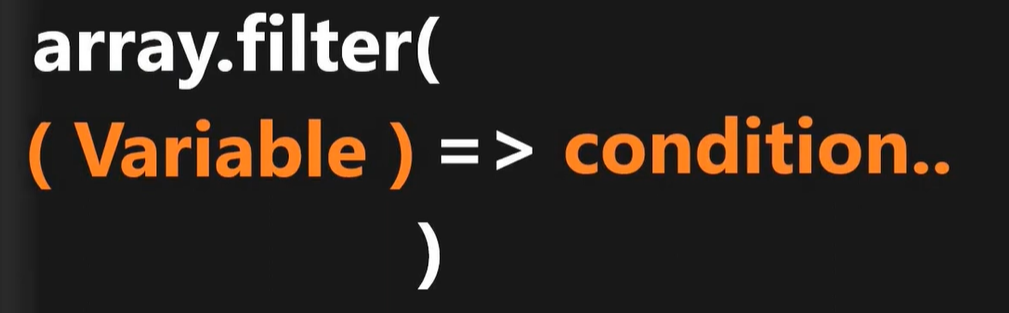 array.filter(
( Variable ) => condition..
)